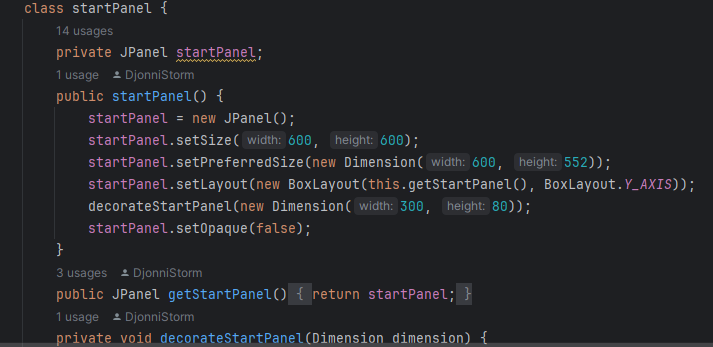 class startPanel {
14 usages
private JPanel startPanel;
1 usage DjonniStorm
public startPanel() {
startPanel = new JPanel();
startPanel.setSize( width: 600, height: 600);
startPanel.setPreferredSize(new Dimension( width: 600, height: 552));
startPanel.setLayout(new BoxLayout(this.getStartPanel(), BoxLayout.Y_AXIS));
decorateStartPanel(new Dimension( width: 300, height: 80));
startPanel.setOpaque(false);
}
3 usages DjonniStorm
public JPanel getStartPanel() { return startPanel; }
1 usage DjonniStorm
private void decorateStartPanel(Dimension dimension) {